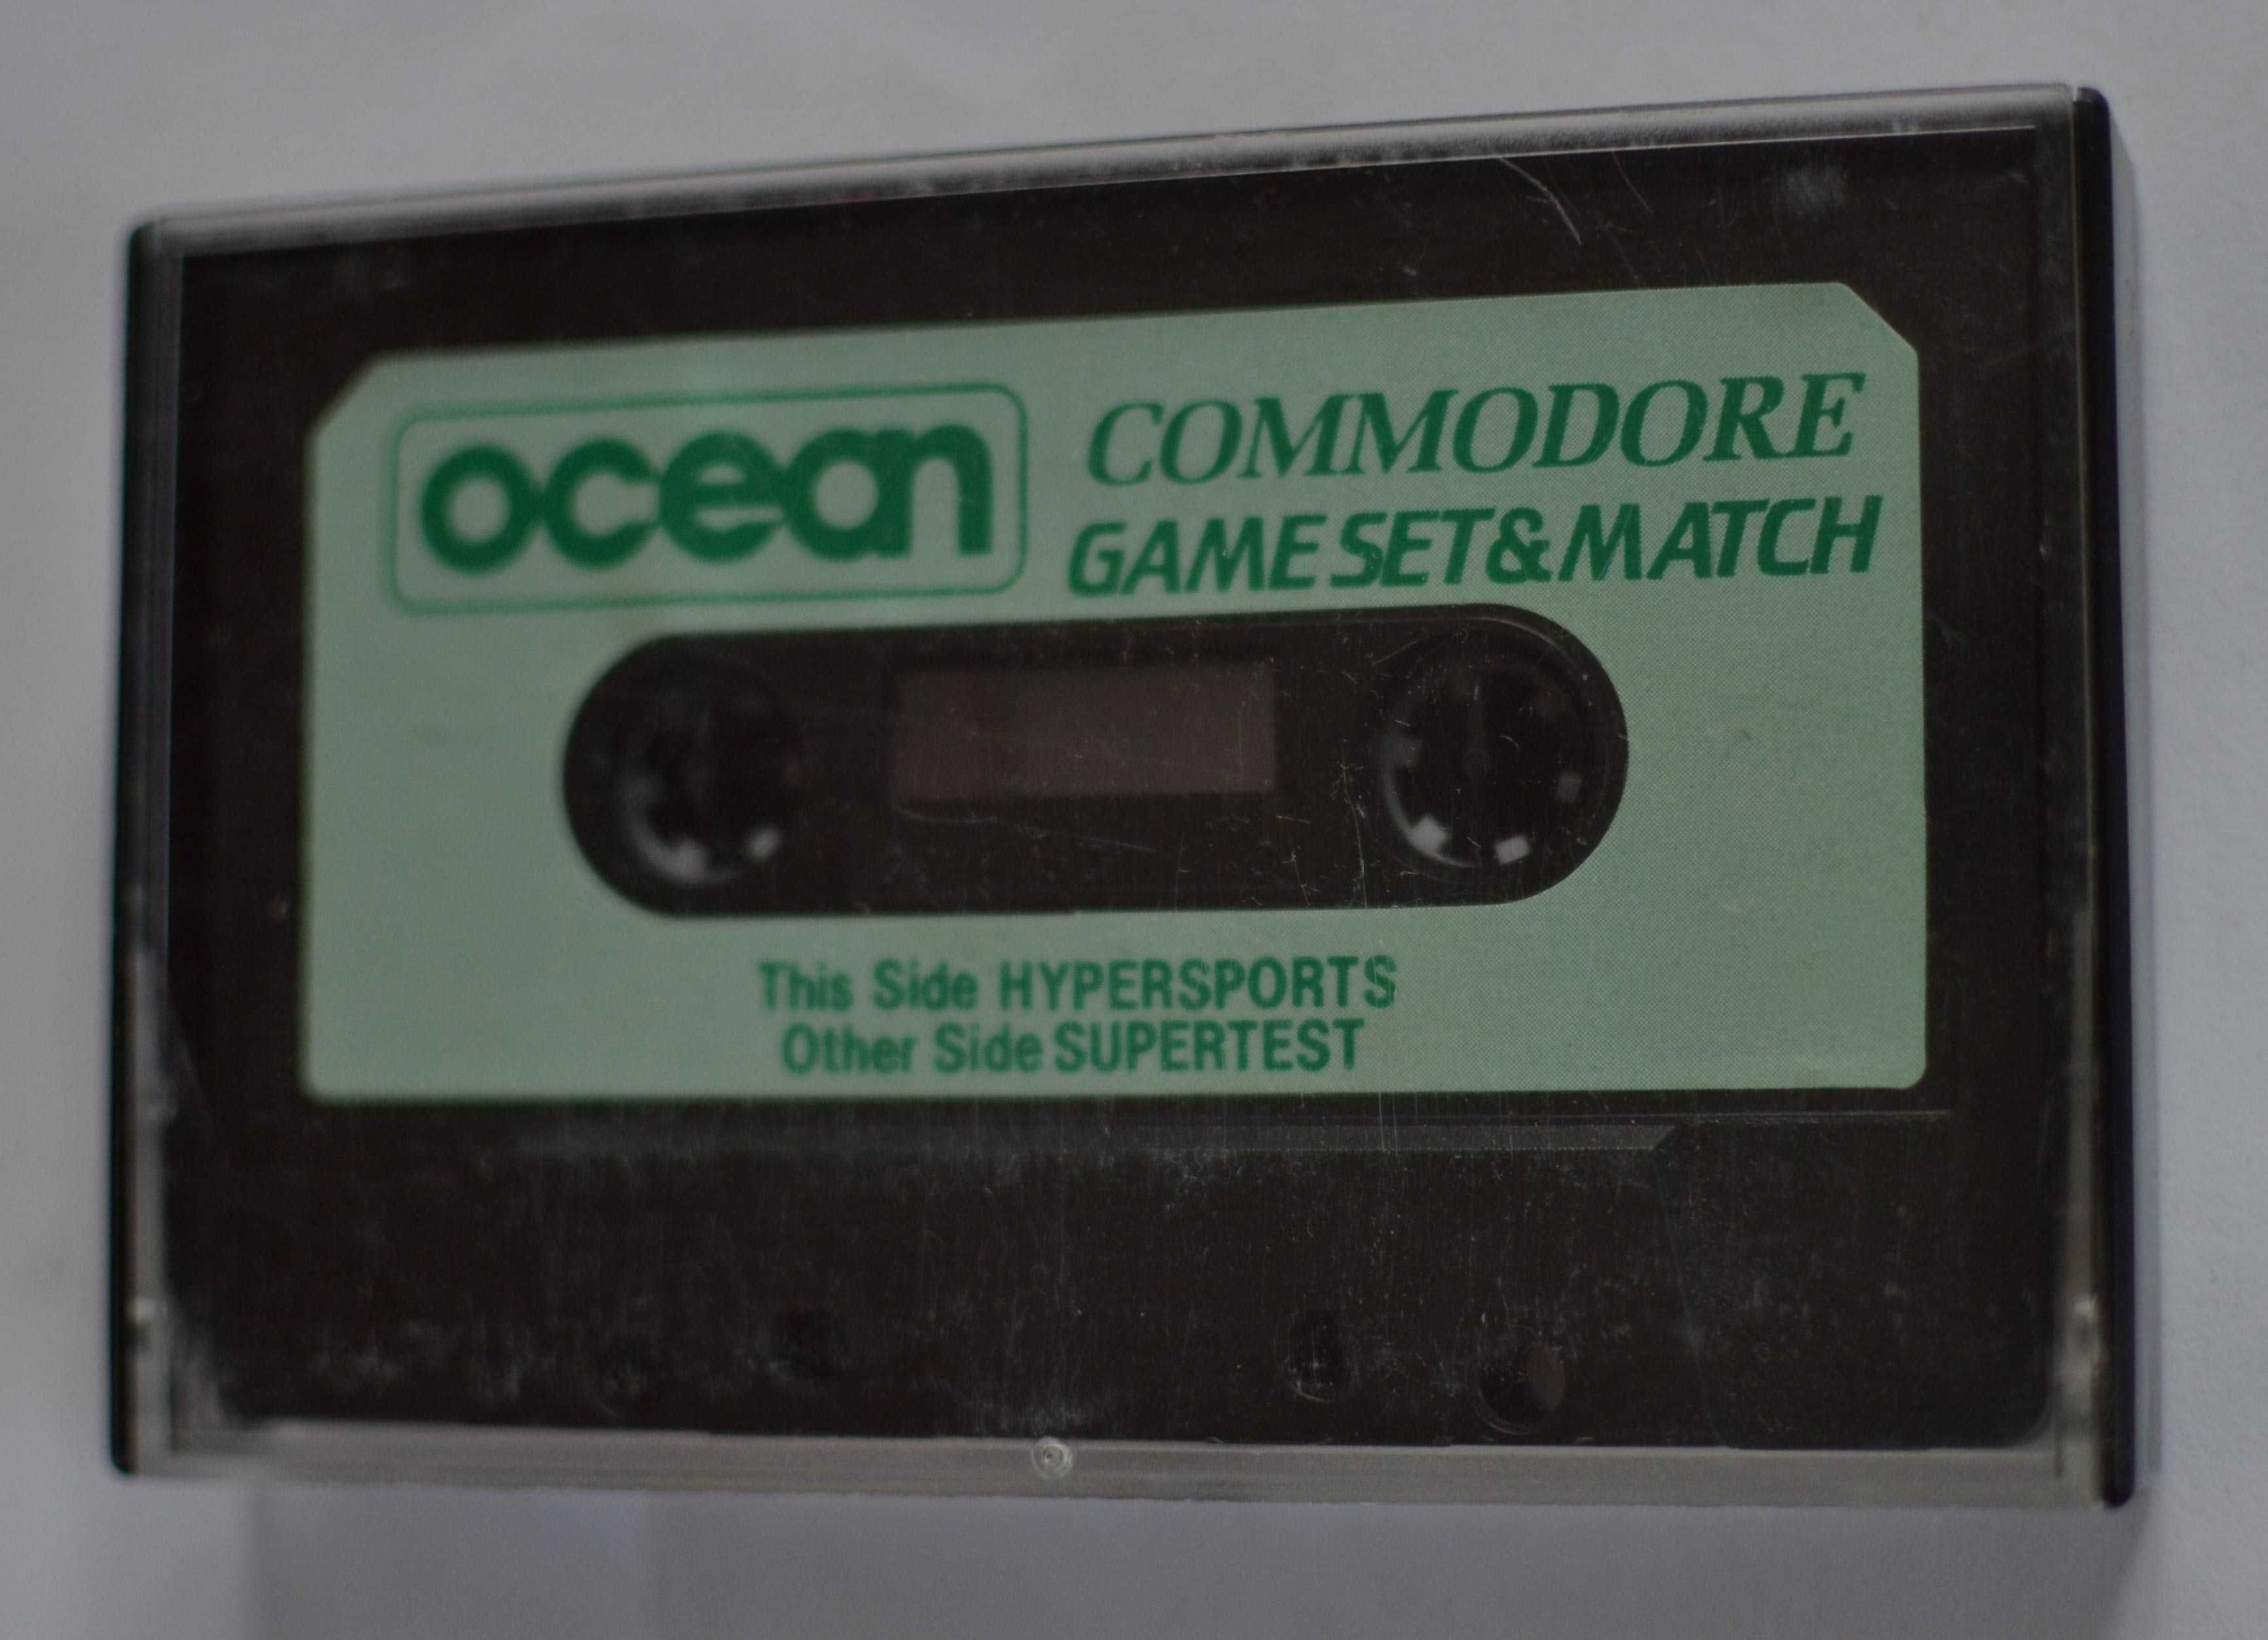 ocean
COMMODORE
GAME SET & MATCH
This Side HYPERSPORTS
Other Side SUPERTEST